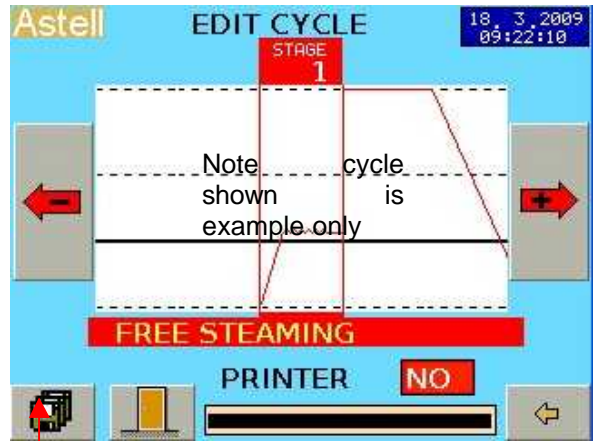 Astell EDIT CYCLE 18. 3.2009
09:22:10
STAGE
1
Note cycle
shown is
example only
- +
FREE STEAMING
PRINTER NO